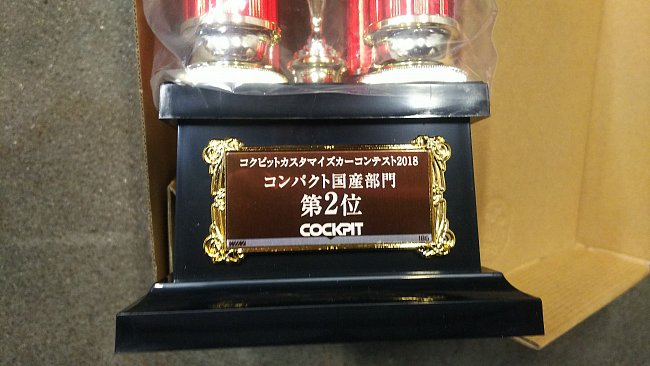 コクピットカスタマイズカーコンテスト2018
コンパクト国産部門
第2位
COCKPIT